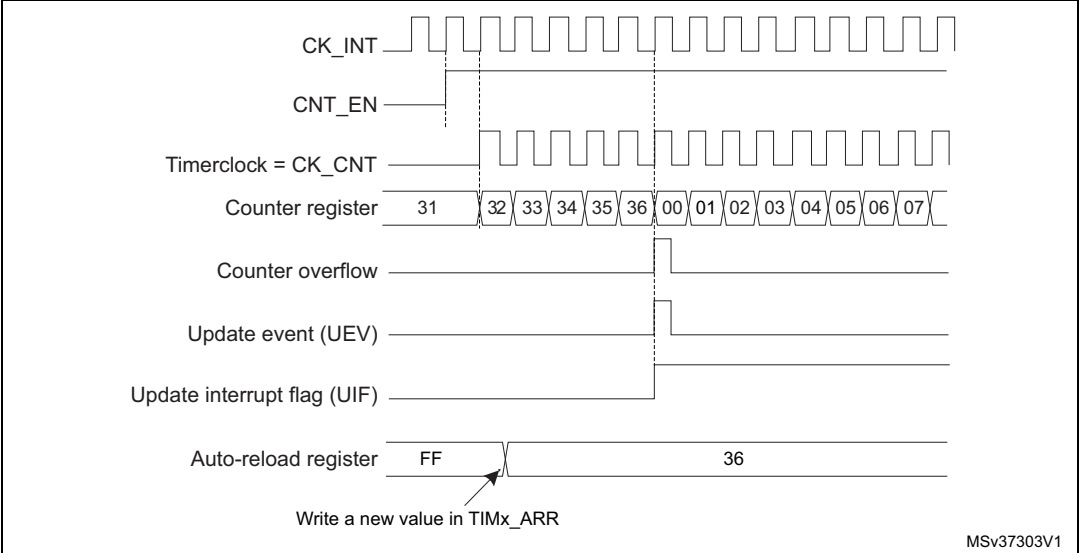 CK_INT
CNT_EN
Timerclock = CK_CNT
Counter register 31 32 33 34 35 36 00 01 02 03 04 05 06 07
Counter overflow
Update event (UEV)
Update interrupt flag (UIF)
Auto-reload register FF 36
Write a new value in TIMx_ARR
MSv37303V1